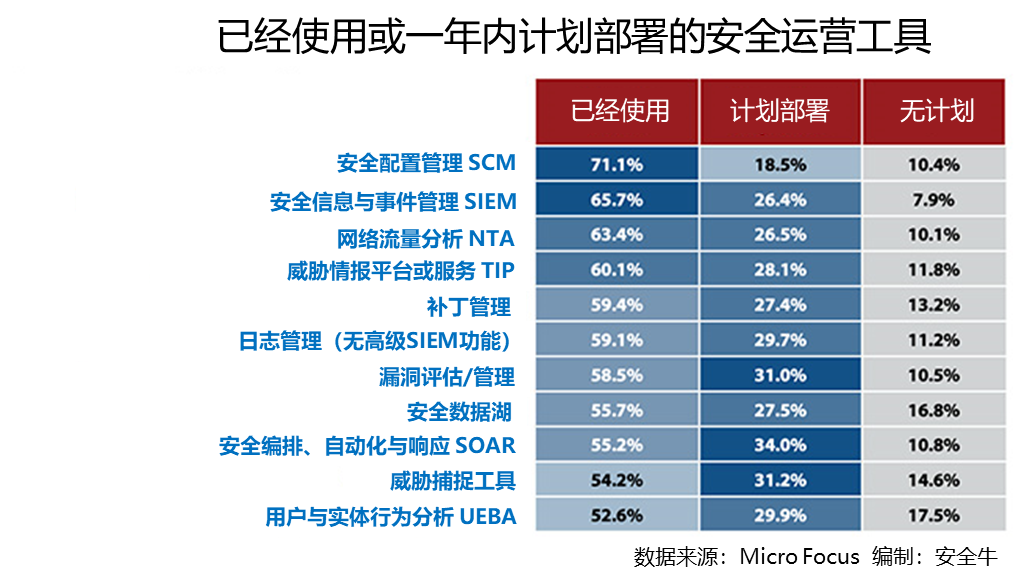 已经使用或一年内计划部署的安全运营工具
已经使用 计划部署 无计划
安全配置管理 SCM 71.1% 18.5% 10.4%
安全信息与事件管理 SIEM 65.7% 26.4% 7.9%
网络流量分析 NTA 63.4% 26.5% 10.1%
威胁情报平台或服务 TIP 60.1% 28.1% 11.8%
补丁管理 59.4% 27.4% 13.2%
日志管理（无高级SIEM功能） 59.1% 29.7% 11.2%
漏洞评估/管理 58.5% 31.0% 10.5%
安全数据湖 55.7% 27.5% 16.8%
安全编排、自动化与响应 SOAR 55.2% 34.0% 10.8%
威胁捕捉工具 54.2% 31.2% 14.6%
用户与实体行为分析 UEBA 52.6% 29.9% 17.5%
数据来源：Micro Focus 编制：安全牛